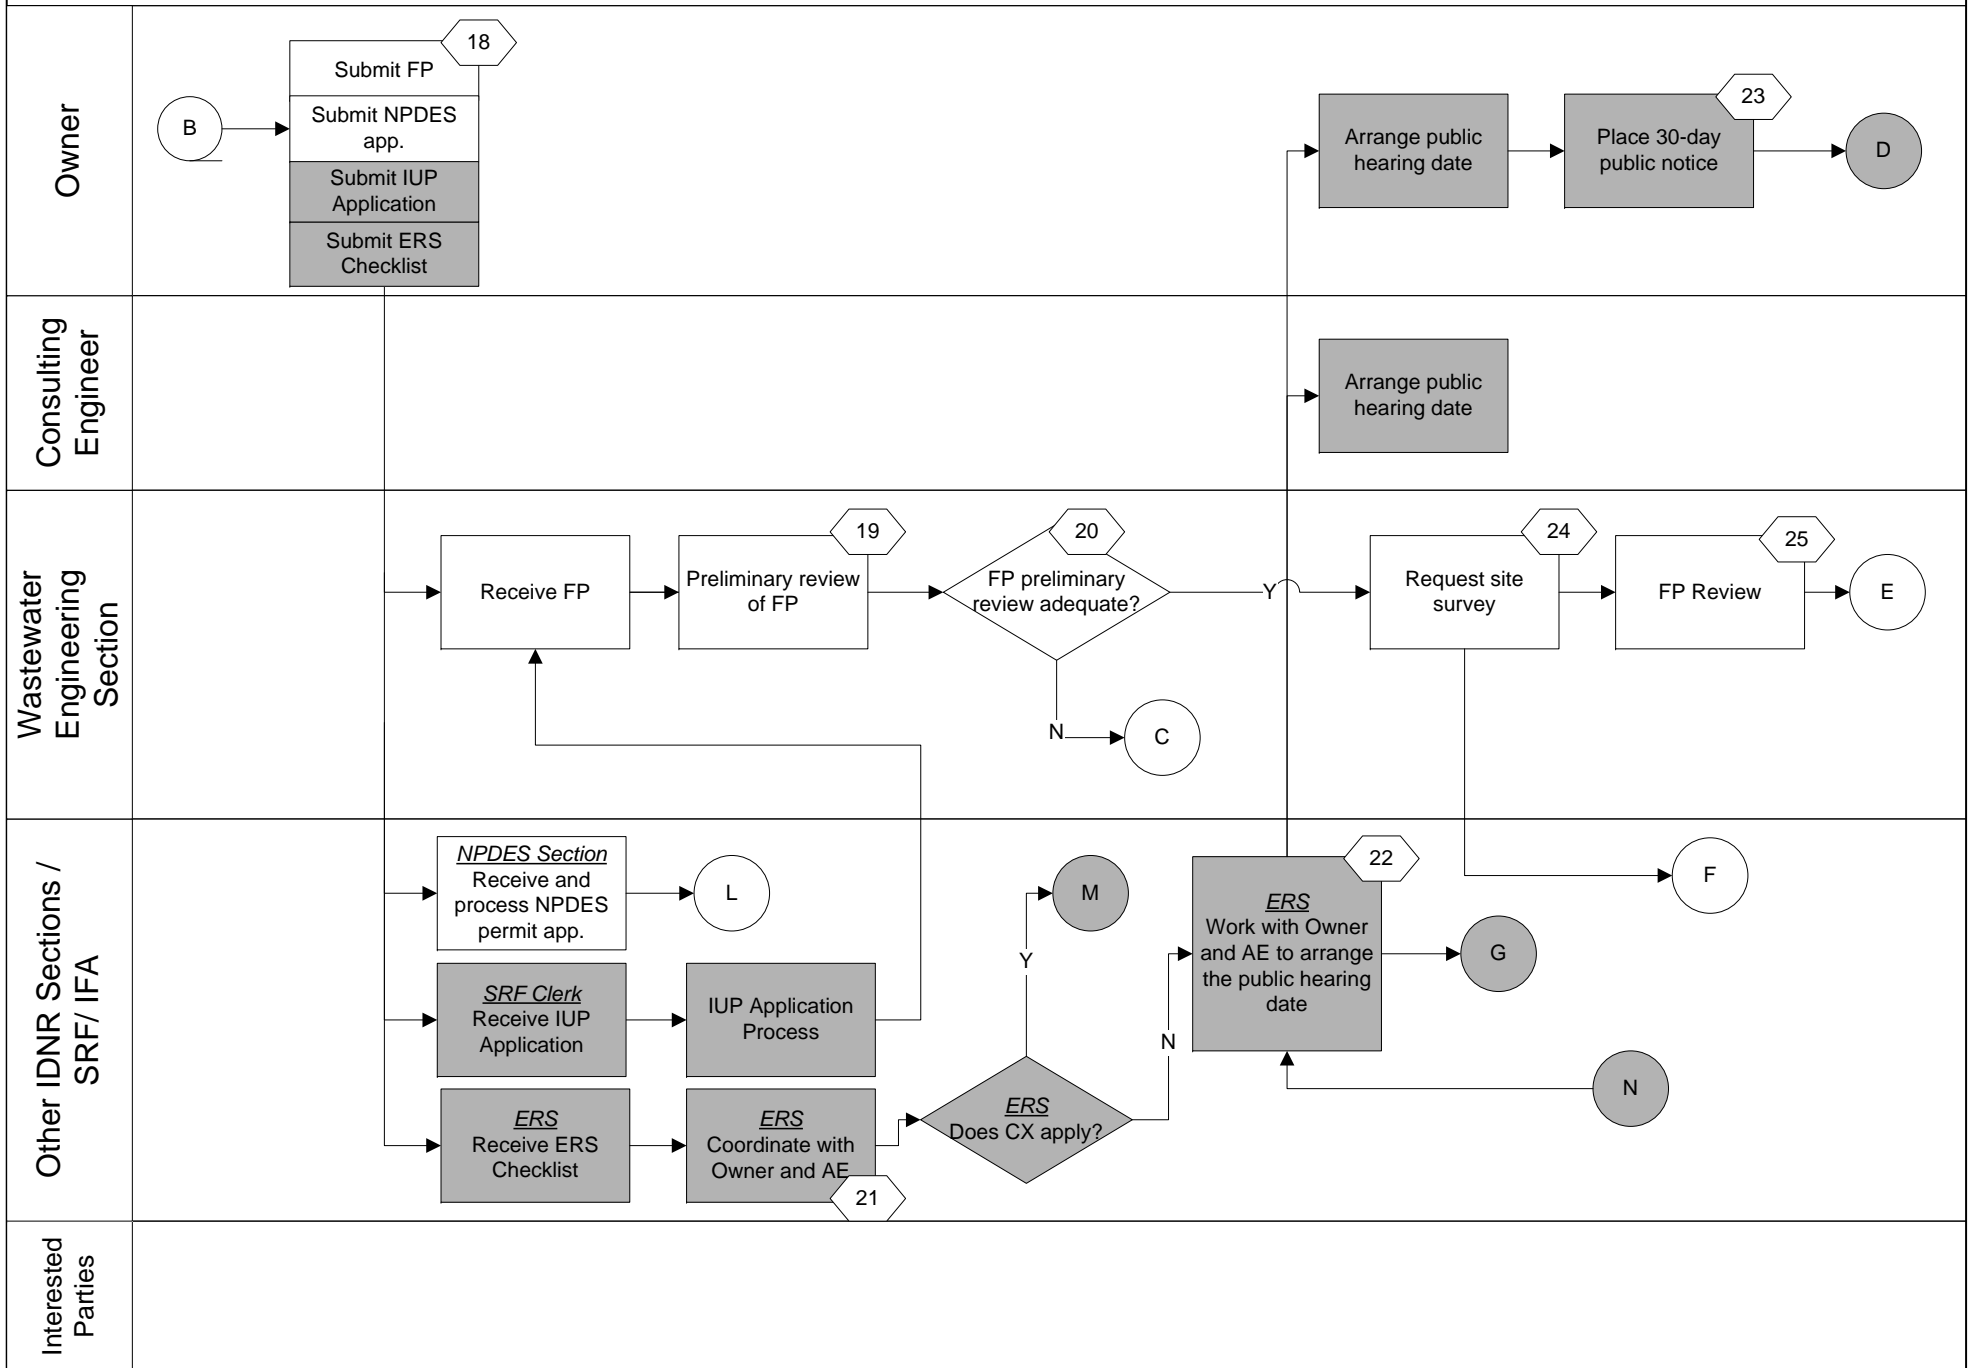 Owner
B
18
Submit FP
Submit NPDES
app.
Submit IUP
Application
Submit ERS
Checklist
Arrange public
hearing date
23
Place 30-day
public notice
D
Consulting
Engineer
Arrange public
hearing date
Wastewater
Engineering
Section
Receive FP
19
Preliminary review
of FP
20
FP preliminary
review adequate?
Y
N
C
24
Request site
survey
25
FP Review
E
Other IDNR Sections /
SRF/ IFA
NPDES Section
Receive and
process NPDES
permit app.
L
SRF Clerk
Receive IUP
Application
IUP Application
Process
ERS
Receive ERS
Checklist
ERS
Coordinate with
Owner and AE
21
M
Y
ERS
Does CX apply?
N
22
ERS
Work with Owner
and AE to arrange
the public hearing
date
G
F
N
Interested
Parties